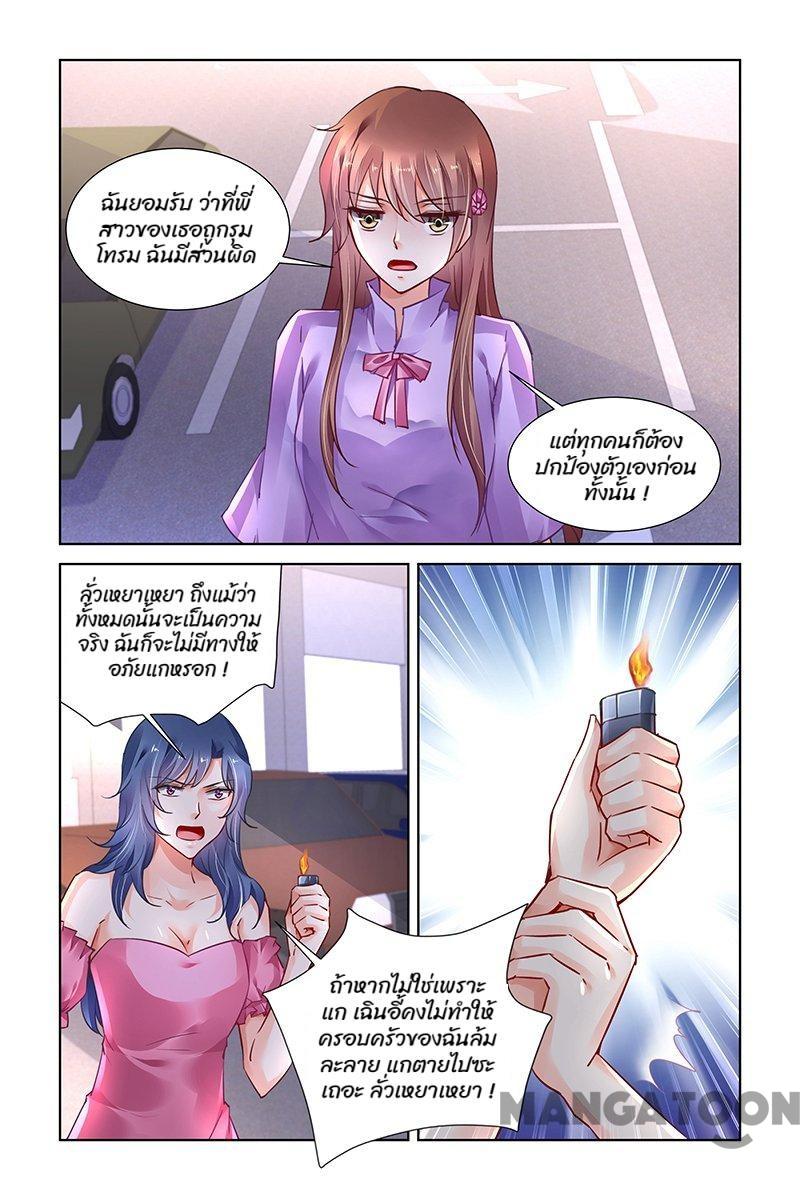 ฉันยอมรับ ว่าที่พี่
สาวของเธอถูกรุม
โทรม ฉันมีส่วนผิด
แต่ทุกคนก็ต้อง
ปกป้องตัวเองก่อน
ทั้งนั้น !
ลั่วเหยาเหยา ถึงแม้ว่า
ทั้งหมดนั้นจะเป็นความ
จริง ฉันก็จะไม่มีทางให้
อภัยแกหรอก !
ถ้าหากไม่ใช่เพราะ
แก เฉินอี้คงไม่ทำให้
ครอบครัวของฉันล้ม
ละลาย แกตายไปซะ
เถอะ ลั่วเหยาเหยา !
MANGATOON